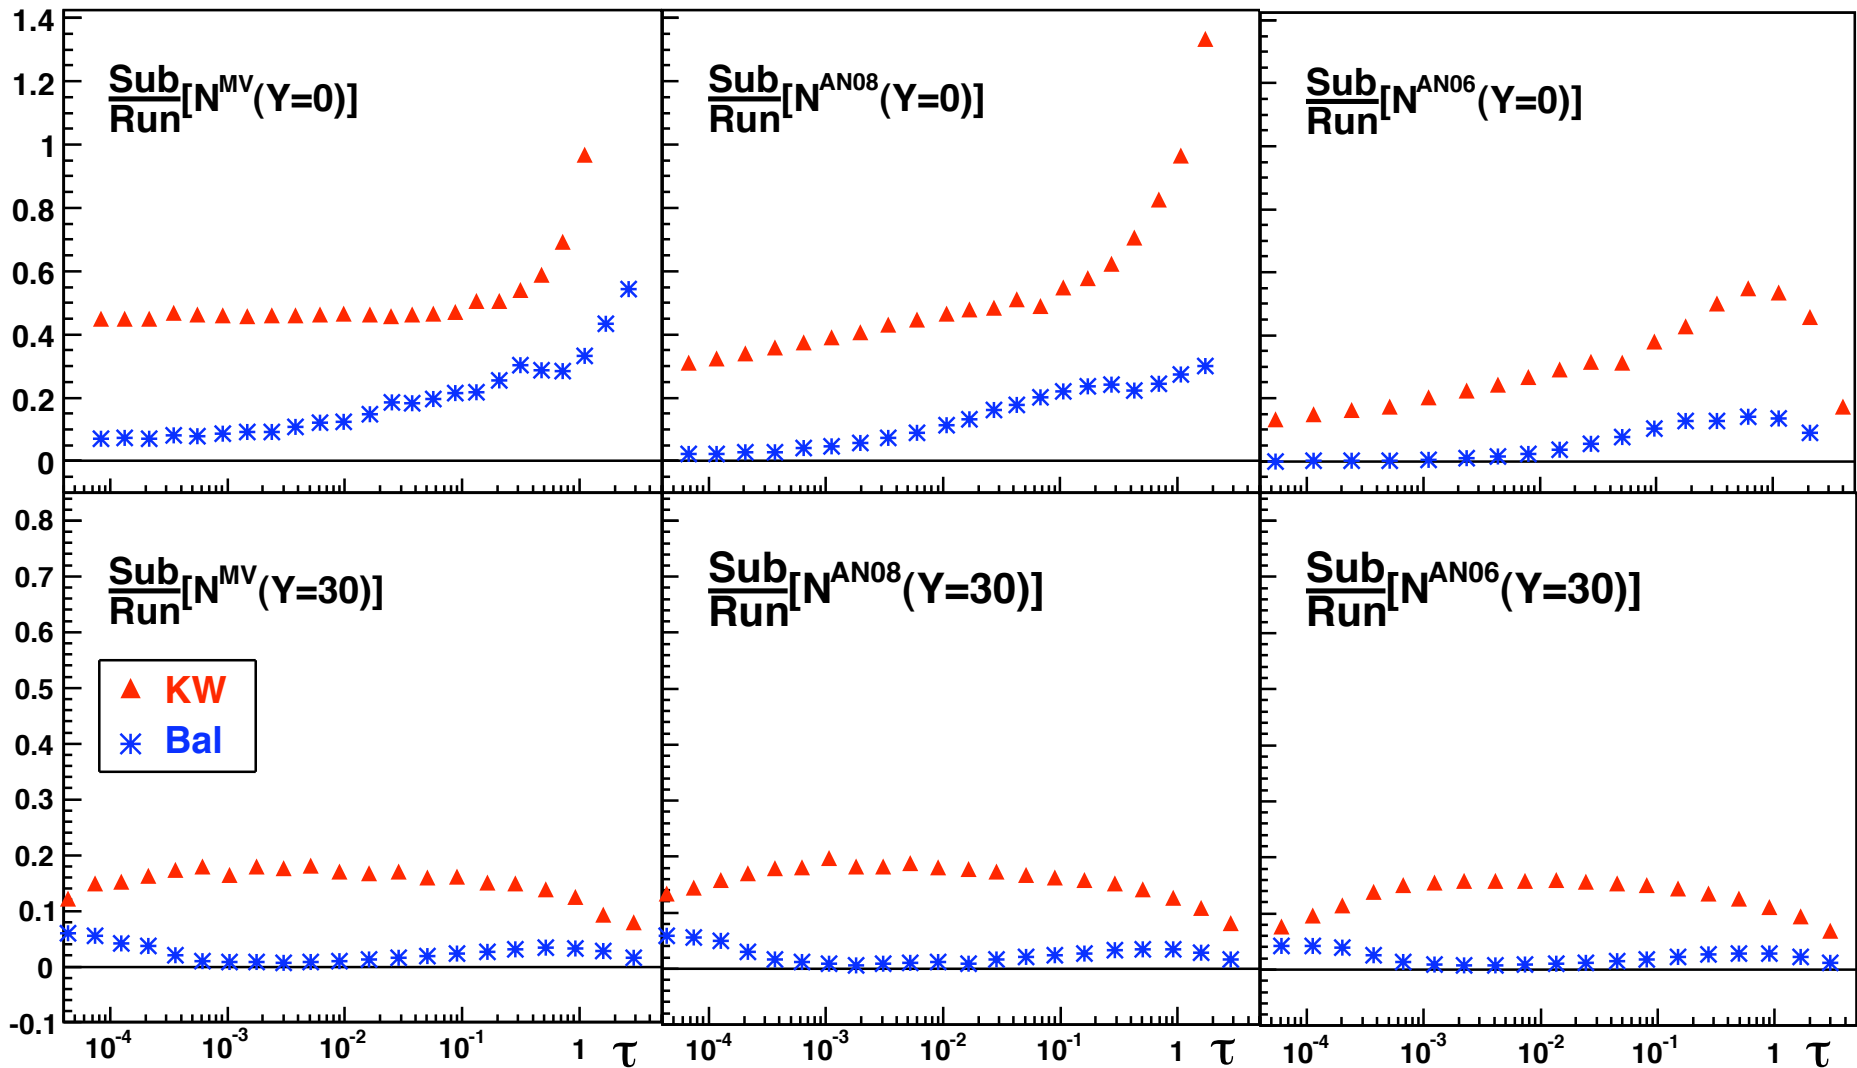 1.4
1.2
1
0.8
0.6
0.4
0.2
0
Sub
Run
[N^MV(Y=0)]
Sub
Run
[N^AN08(Y=0)]
Sub
Run
[N^AN06(Y=0)]
0.8
0.7
0.6
0.5
0.4
0.3
0.2
0.1
0
-0.1
Sub
Run
[N^MV(Y=30)]
KW
Bal
Sub
Run
[N^AN08(Y=30)]
Sub
Run
[N^AN06(Y=30)]
10^-4 10^-3 10^-2 10^-1 1 τ
10^-4 10^-3 10^-2 10^-1 1 τ
10^-4 10^-3 10^-2 10^-1 1 τ